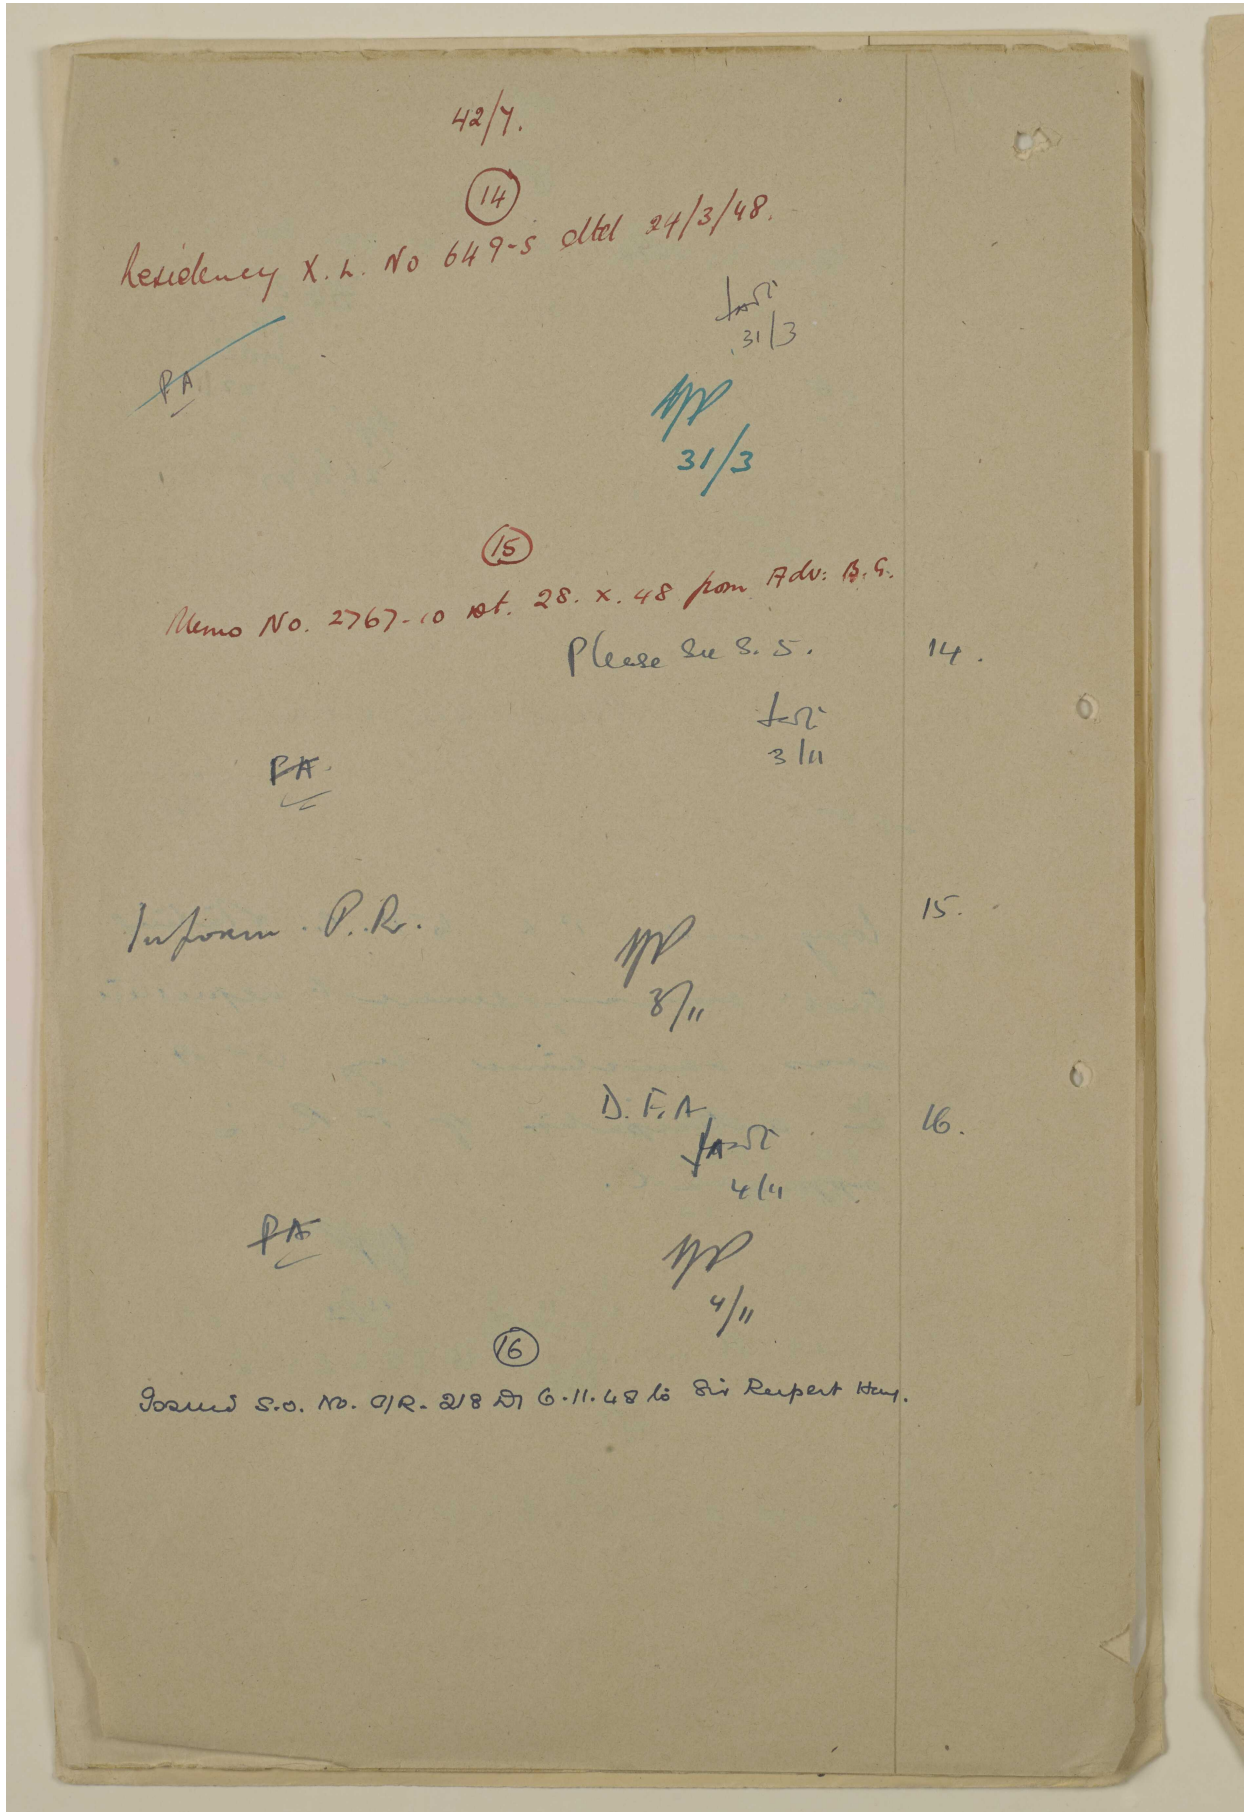 42/7.
14
Residency X. L. No 649-S dtd 24/3/48.
31/3
P.A
31/3
15
Memo No. 2767-10 dt. 28. X. 48 from Adv: B. G.
Please See S. 5. 14.
3/11
PA.
Inform. P. R. 15.
3/11
D. F. A 16.
4/11
PA
4/11
16
Issued S.O. No. C/R- 218 Dt 6-11-48 to Sir Rupert Hay.